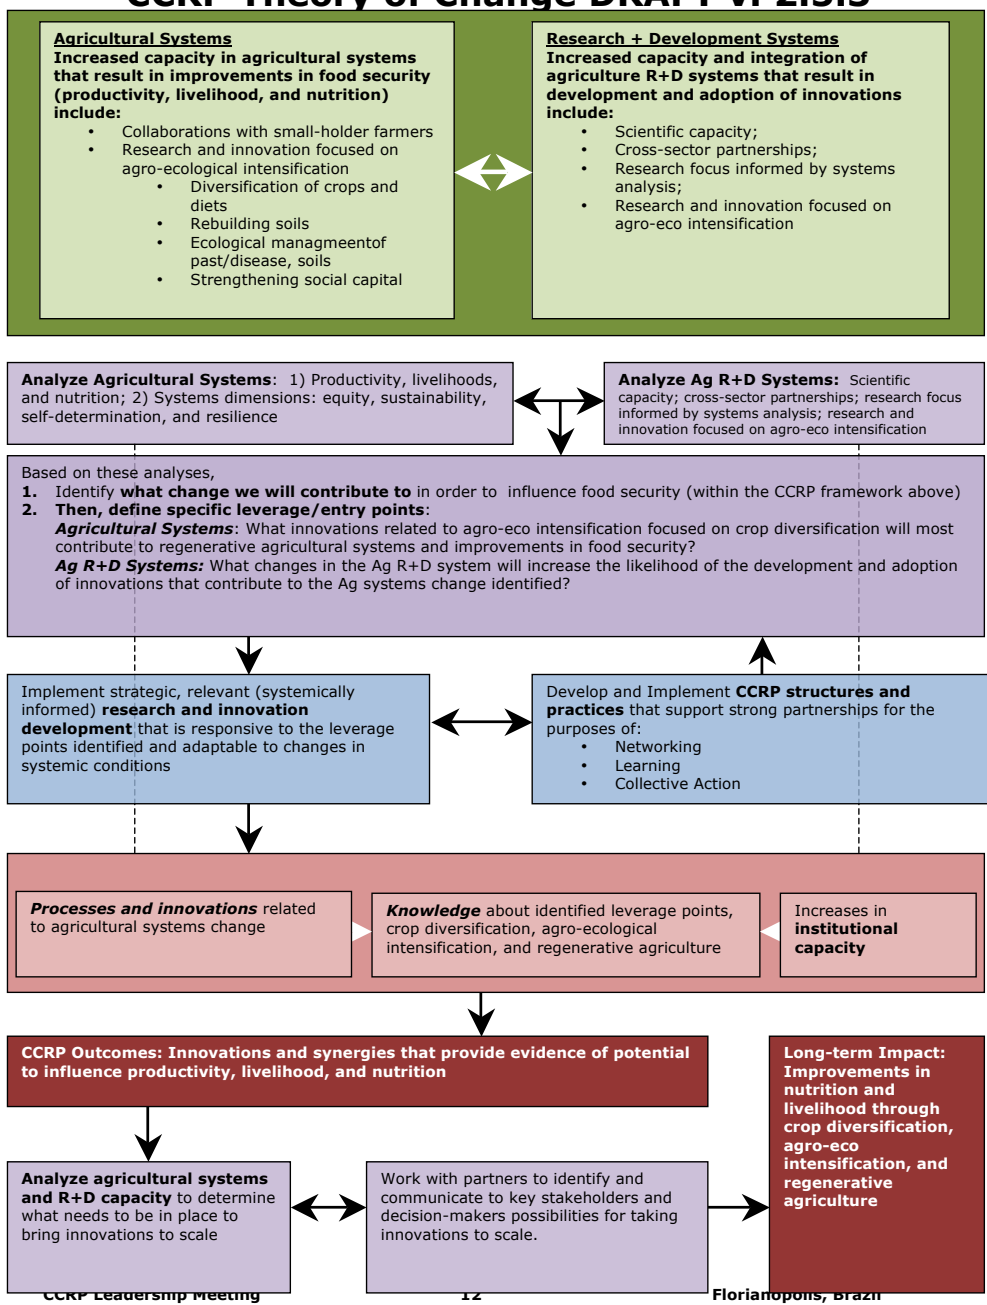 CCRP Theory of Change DRAFT vr 2.3.3
Agricultural Systems
Increased capacity in agricultural systems
that result in improvements in food security
(productivity, livelihood, and nutrition)
include:
• Collaborations with small-holder farmers
• Research and innovation focused on
agro-ecological intensification
• Diversification of crops and
diets
• Rebuilding soils
• Ecological managmeentof
past/disease, soils
• Strengthening social capital
Research + Development Systems
Increased capacity and integration of
agriculture R+D systems that result in
development and adoption of innovations
include:
• Scientific capacity;
• Cross-sector partnerships;
• Research focus informed by systems
analysis;
• Research and innovation focused on
agro-eco intensification
Analyze Agricultural Systems: 1) Productivity, livelihoods,
and nutrition; 2) Systems dimensions: equity, sustainability,
self-determination, and resilience
Analyze Ag R+D Systems: Scientific
capacity; cross-sector partnerships; research focus
informed by systems analysis; research and
innovation focused on agro-eco intensification
Based on these analyses,
1. Identify what change we will contribute to in order to influence food security (within the CCRP framework above)
2. Then, define specific leverage/entry points:
Agricultural Systems: What innovations related to agro-eco intensification focused on crop diversification will most
contribute to regenerative agricultural systems and improvements in food security?
Ag R+D Systems: What changes in the Ag R+D system will increase the likelihood of the development and adoption
of innovations that contribute to the Ag systems change identified?
Implement strategic, relevant (systemically
informed) research and innovation
development that is responsive to the leverage
points identified and adaptable to changes in
systemic conditions
Develop and Implement CCRP structures and
practices that support strong partnerships for the
purposes of:
• Networking
• Learning
• Collective Action
Processes and innovations related
to agricultural systems change
Knowledge about identified leverage points,
crop diversification, agro-ecological
intensification, and regenerative agriculture
Increases in
institutional
capacity
CCRP Outcomes: Innovations and synergies that provide evidence of potential
to influence productivity, livelihood, and nutrition
Long-term Impact:
Improvements in
nutrition and
livelihood through
crop diversification,
agro-eco
intensification, and
regenerative
agriculture
Analyze agricultural systems
and R+D capacity to determine
what needs to be in place to
bring innovations to scale
Work with partners to identify and
communicate to key stakeholders and
decision-makers possibilities for taking
innovations to scale.
CCRP Leadership Meeting 12 Florianopolis, Brazil